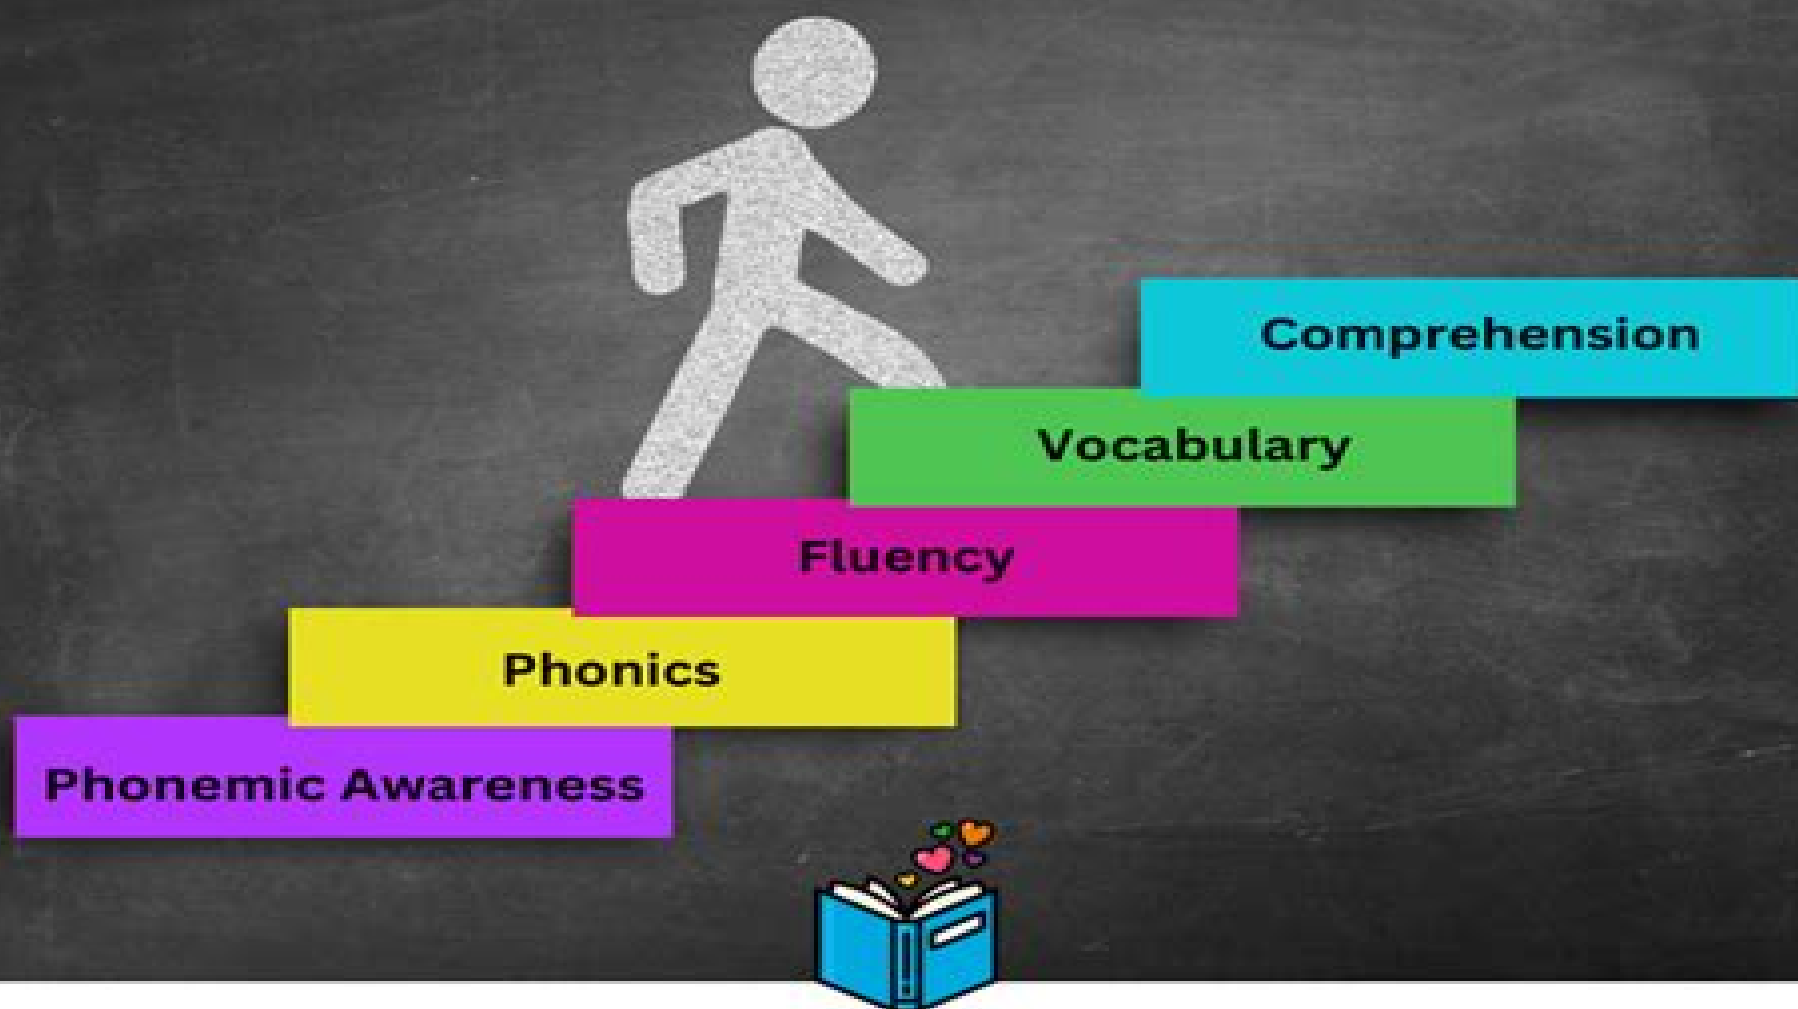 Comprehension
Vocabulary
Fluency
Phonics
Phonemic Awareness